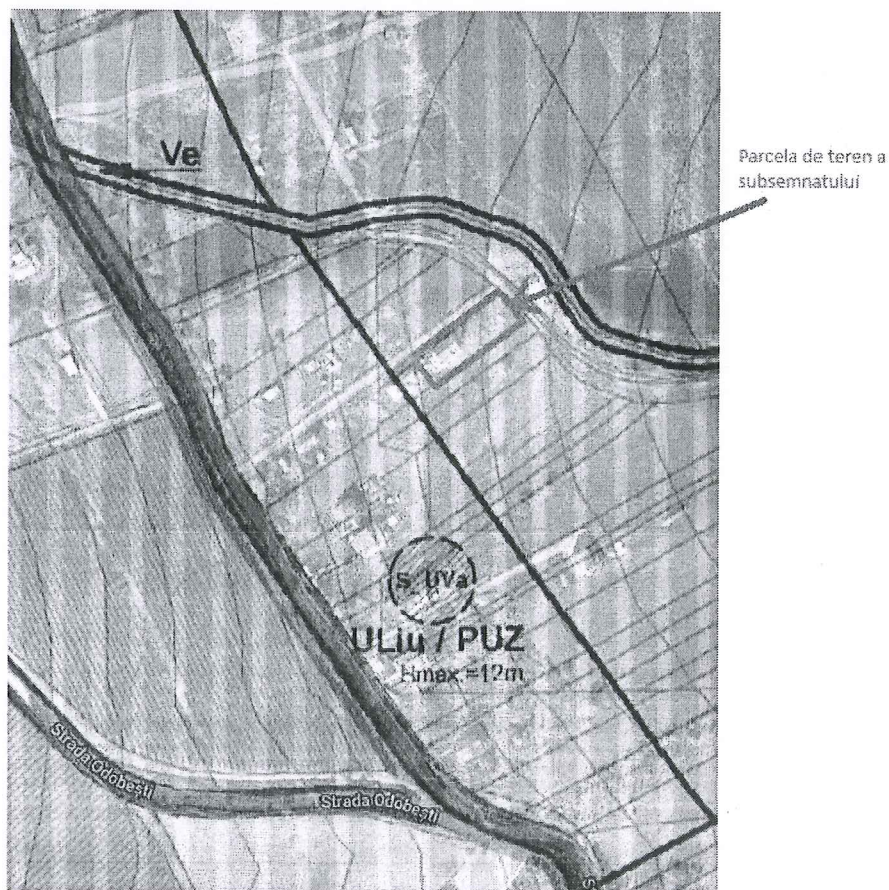 Ve
Parcela de teren a
subsemnatului
S_UVa
ULiu / PUZ
Hmax.=12m
Strada Odobești
Strada Odobești
S